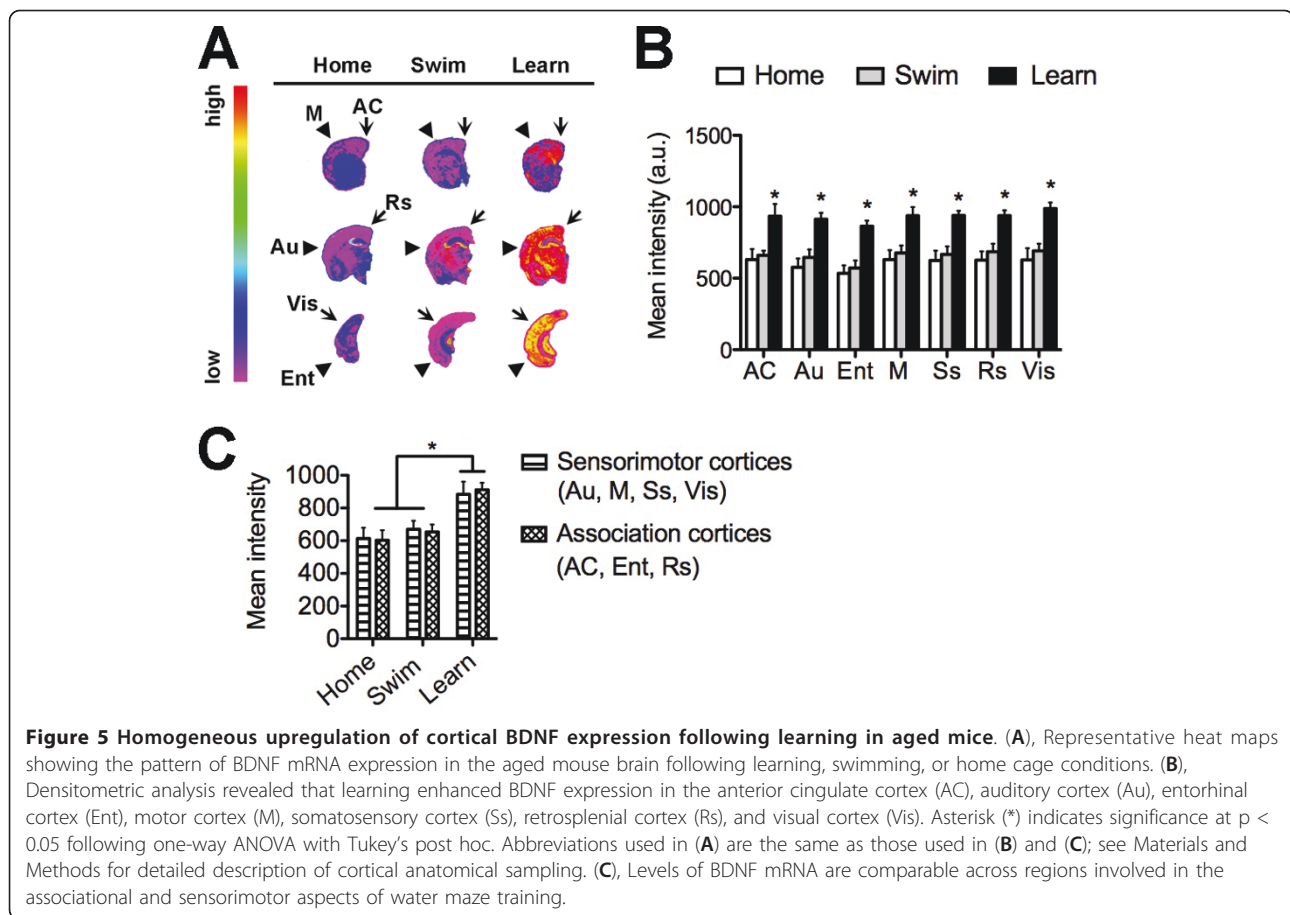 A
Home Swim Learn
high
low
M AC
Rs
Au
Vis
Ent
B
Home Swim Learn
Mean intensity (a.u.)
1500
1000
500
0
* * * * * * *
AC Au Ent M Ss Rs Vis
C
*
Mean intensity
1000
800
600
400
200
0
Home Swim Learn
Sensorimotor cortices
(Au, M, Ss, Vis)
Association cortices
(AC, Ent, Rs)
Figure 5 Homogeneous upregulation of cortical BDNF expression following learning in aged mice. (A), Representative heat maps
showing the pattern of BDNF mRNA expression in the aged mouse brain following learning, swimming, or home cage conditions. (B),
Densitometric analysis revealed that learning enhanced BDNF expression in the anterior cingulate cortex (AC), auditory cortex (Au), entorhinal
cortex (Ent), motor cortex (M), somatosensory cortex (Ss), retrosplenial cortex (Rs), and visual cortex (Vis). Asterisk (*) indicates significance at p <
0.05 following one-way ANOVA with Tukey's post hoc. Abbreviations used in (A) are the same as those used in (B) and (C); see Materials and
Methods for detailed description of cortical anatomical sampling. (C), Levels of BDNF mRNA are comparable across regions involved in the
associational and sensorimotor aspects of water maze training.